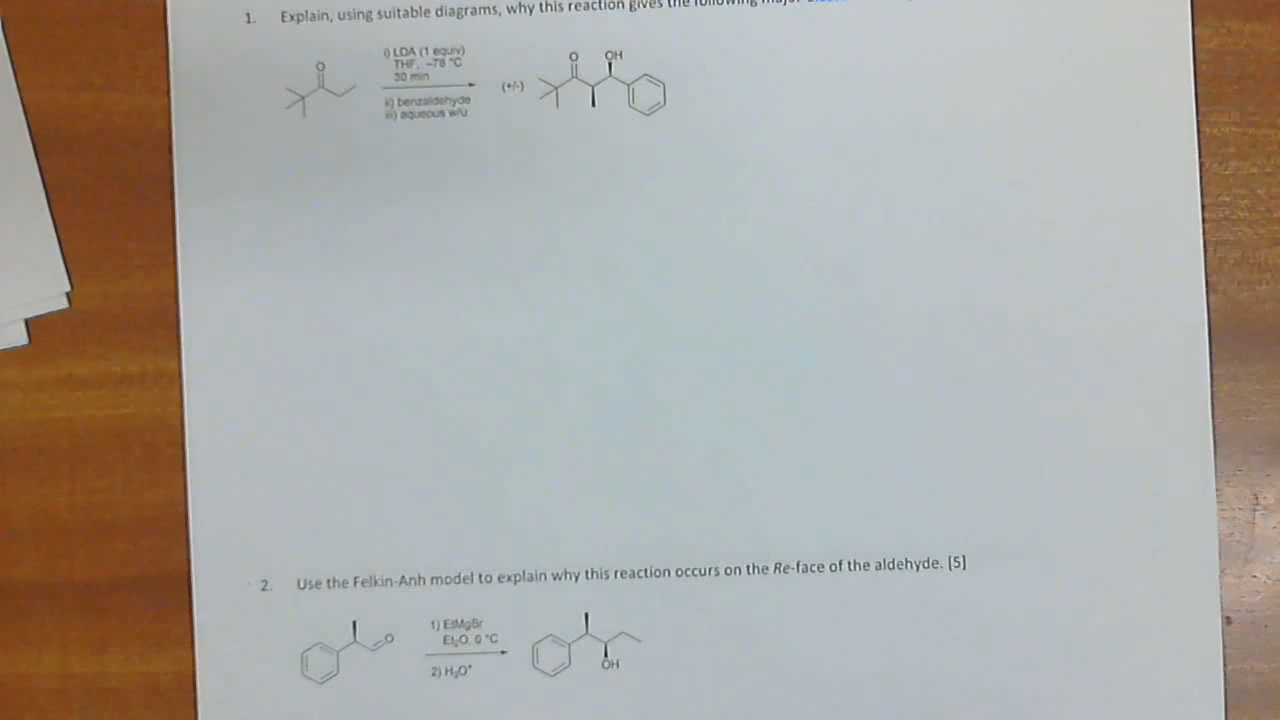 1. Explain, using suitable diagrams, why this reaction gives the following major
O
i) LDA (1 equiv)
THF, –78 °C
30 min
ii) benzaldehyde
iii) aqueous w/u
(+/-)
O OH
2. Use the Felkin-Anh model to explain why this reaction occurs on the Re-face of the aldehyde. [5]
O
1) EtMgBr
Et₂O, 0 °C
2) H₃O⁺
OH